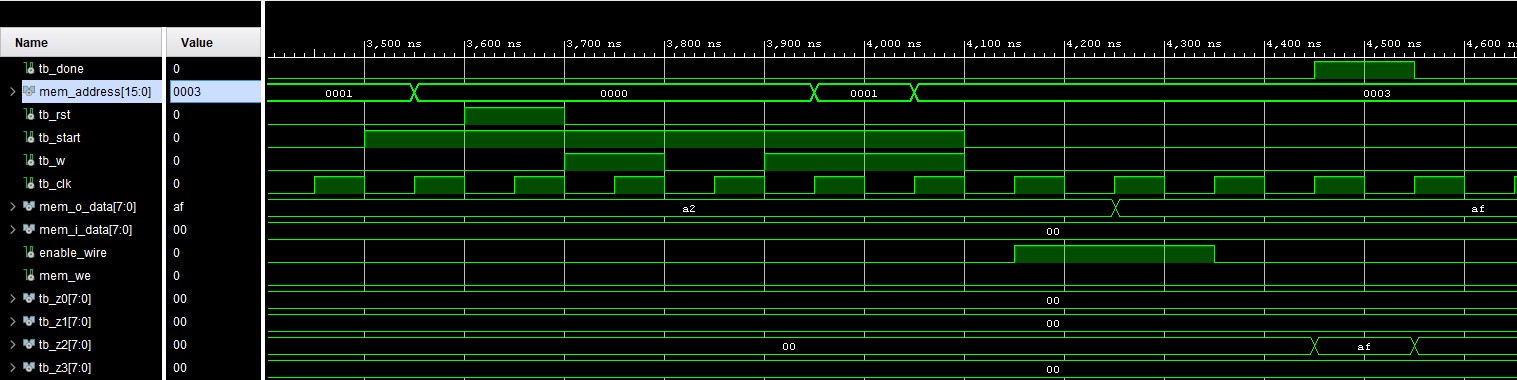 Name Value
3,500 ns 3,600 ns 3,700 ns 3,800 ns 3,900 ns 4,000 ns 4,100 ns 4,200 ns 4,300 ns 4,400 ns 4,500 ns 4,600 ns
tb_done 0
mem_address[15:0] 0003 0001 0000 0001 0003
tb_rst 0
tb_start 0
tb_w 0
tb_clk 0
mem_o_data[7:0] af a2 af
mem_i_data[7:0] 00 00
enable_wire 0
mem_we 0
tb_z0[7:0] 00 00
tb_z1[7:0] 00 00
tb_z2[7:0] 00 00 af
tb_z3[7:0] 00 00